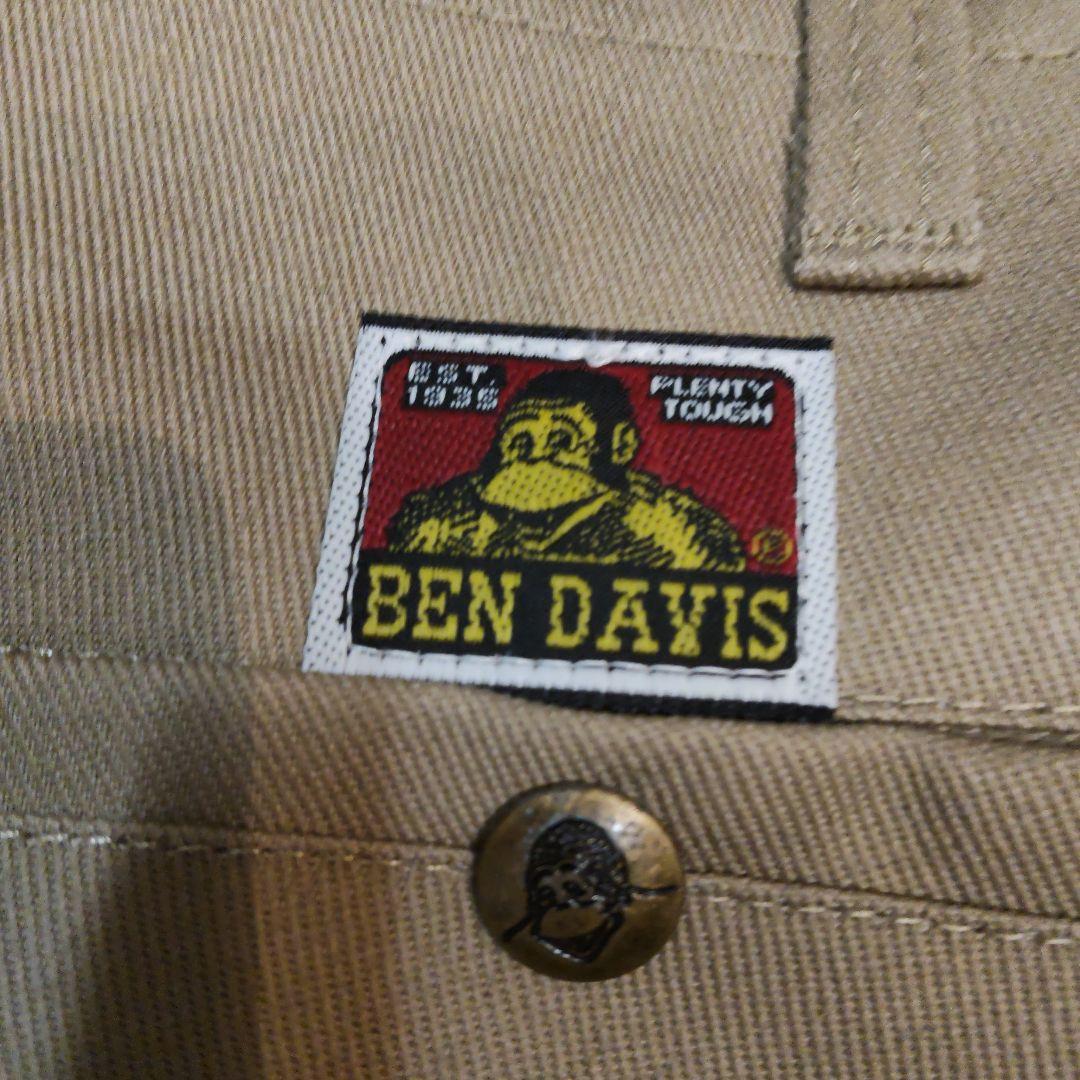 EST.
1935
PLENTY
TOUGH
®
BEN DAVIS